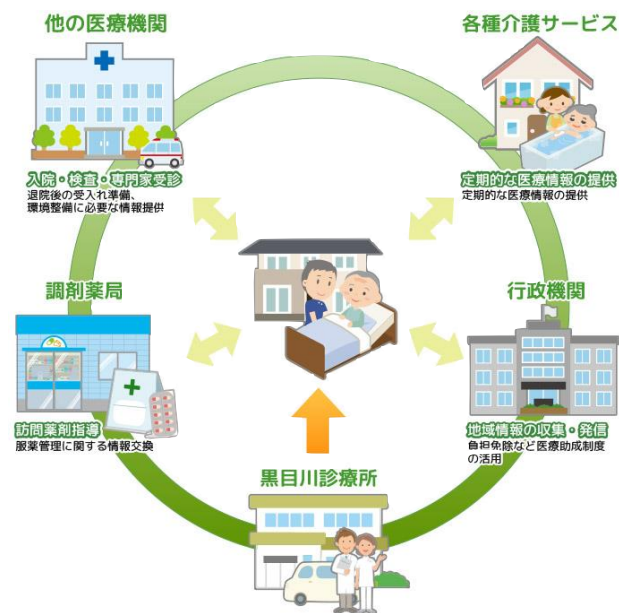 他の医療機関
入院・検査・専門家受診
退院後の受入れ準備、
環境整備に必要な情報提供
各種介護サービス
定期的な医療情報の提供
定期的な医療情報の提供
調剤薬局
訪問薬剤指導
服薬管理に関する情報交換
行政機関
地域情報の収集・発信
負担免除など医療助成制度
の活用
黒目川診療所